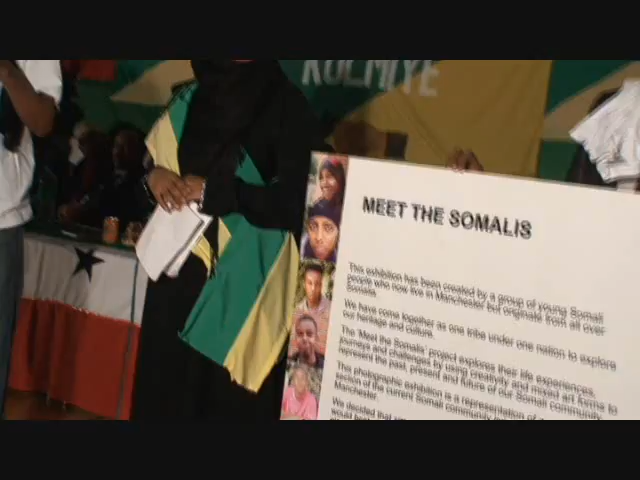 KULMIYE
MEET THE SOMALIS
This exhibition has been created by a group of young Somali
people who now live in Manchester but originate from all over
Somalia.
We have come together as one tribe under one nation to explore
our heritage and culture.
The 'Meet the Somalis' project explores their life experiences,
journeys and challenges by using creativity and mixed art forms to
represent the past, present and future of our Somali community.
This photographic exhibition is a representation of a
section of the current Somali community
Manchester.
We decided that
would